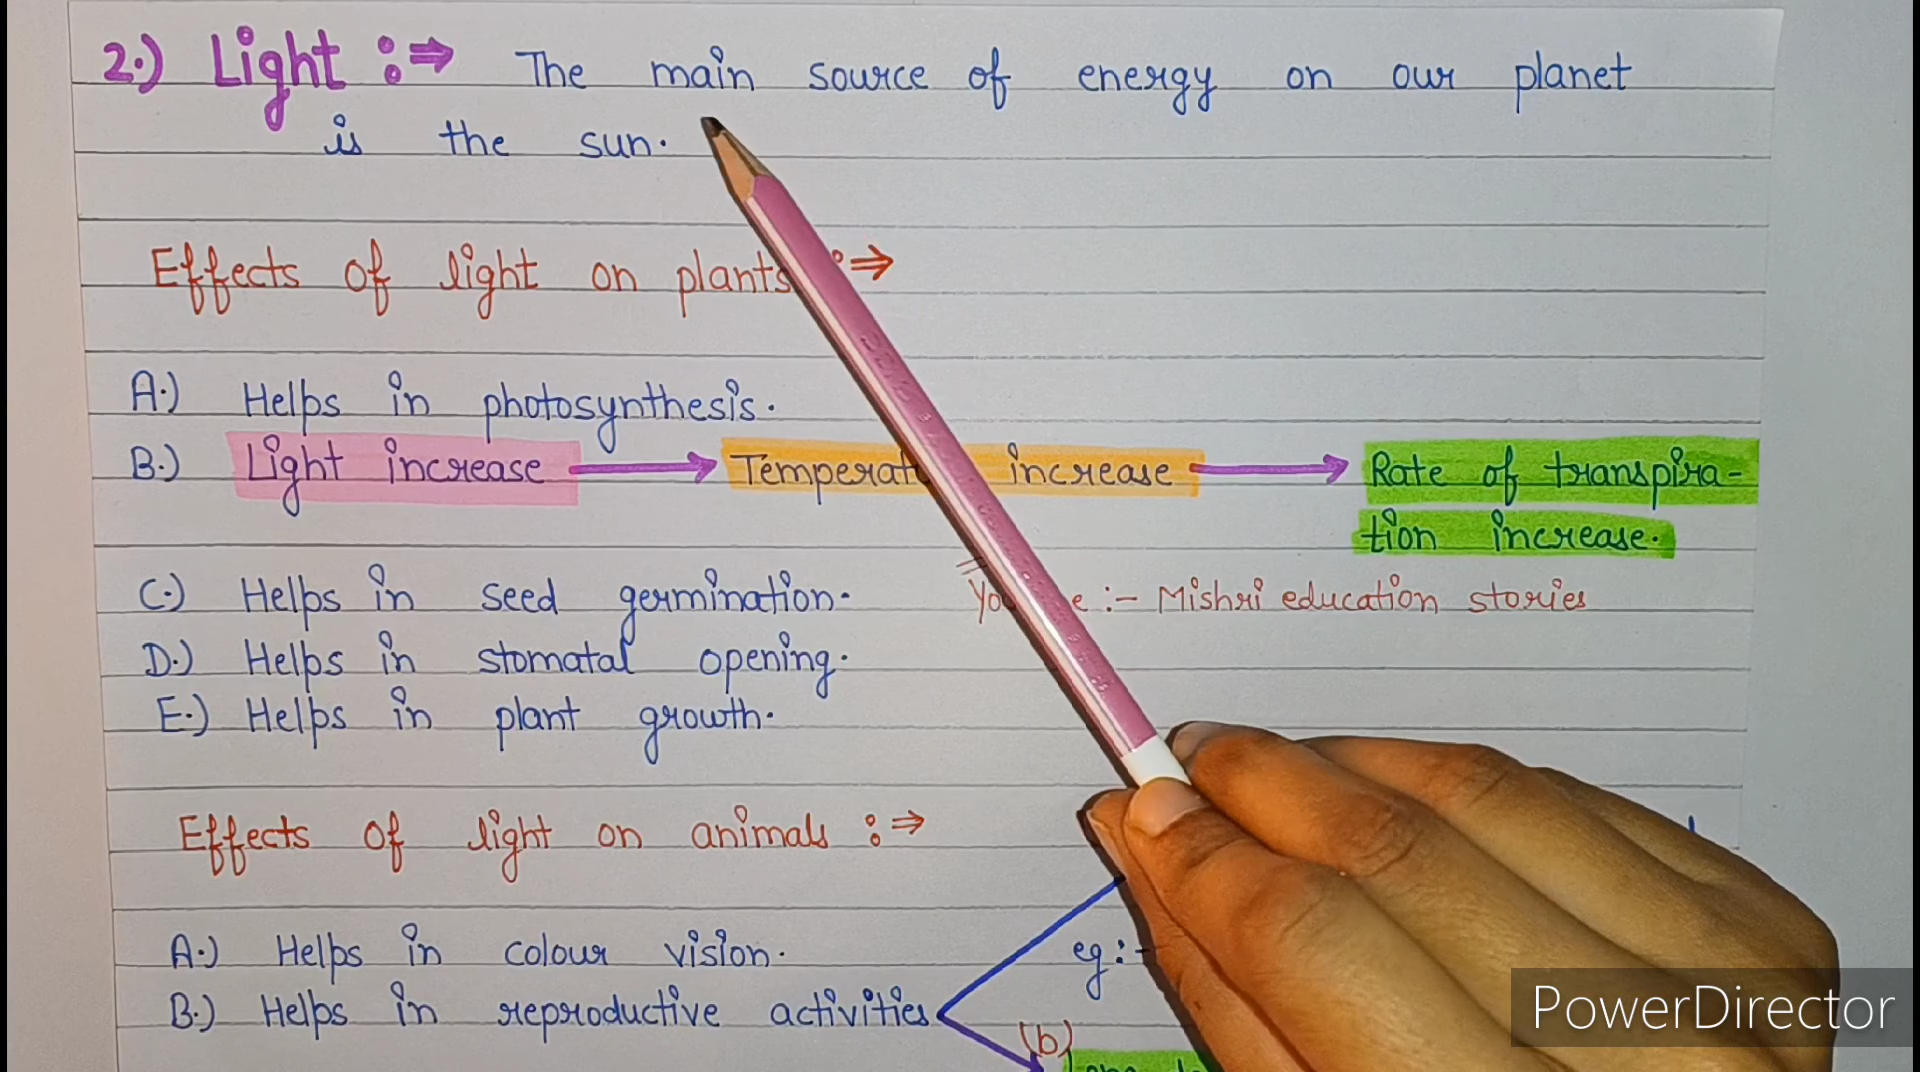 2.) Light :⇒ The main source of energy on our planet
is the sun.
Effects of light on plants :⇒
A.) Helps in photosynthesis.
B.) Light increase → increase → Rate of transpira-
tion increase.
C.) Helps in seed germination. :- Mishri education stories
D.) Helps in stomatal opening.
E.) Helps in plant growth.
Effects of light on animals :⇒
A.) Helps in colour vision.
eg:-
B.) Helps in reproductive activities
(b)
PowerDirector